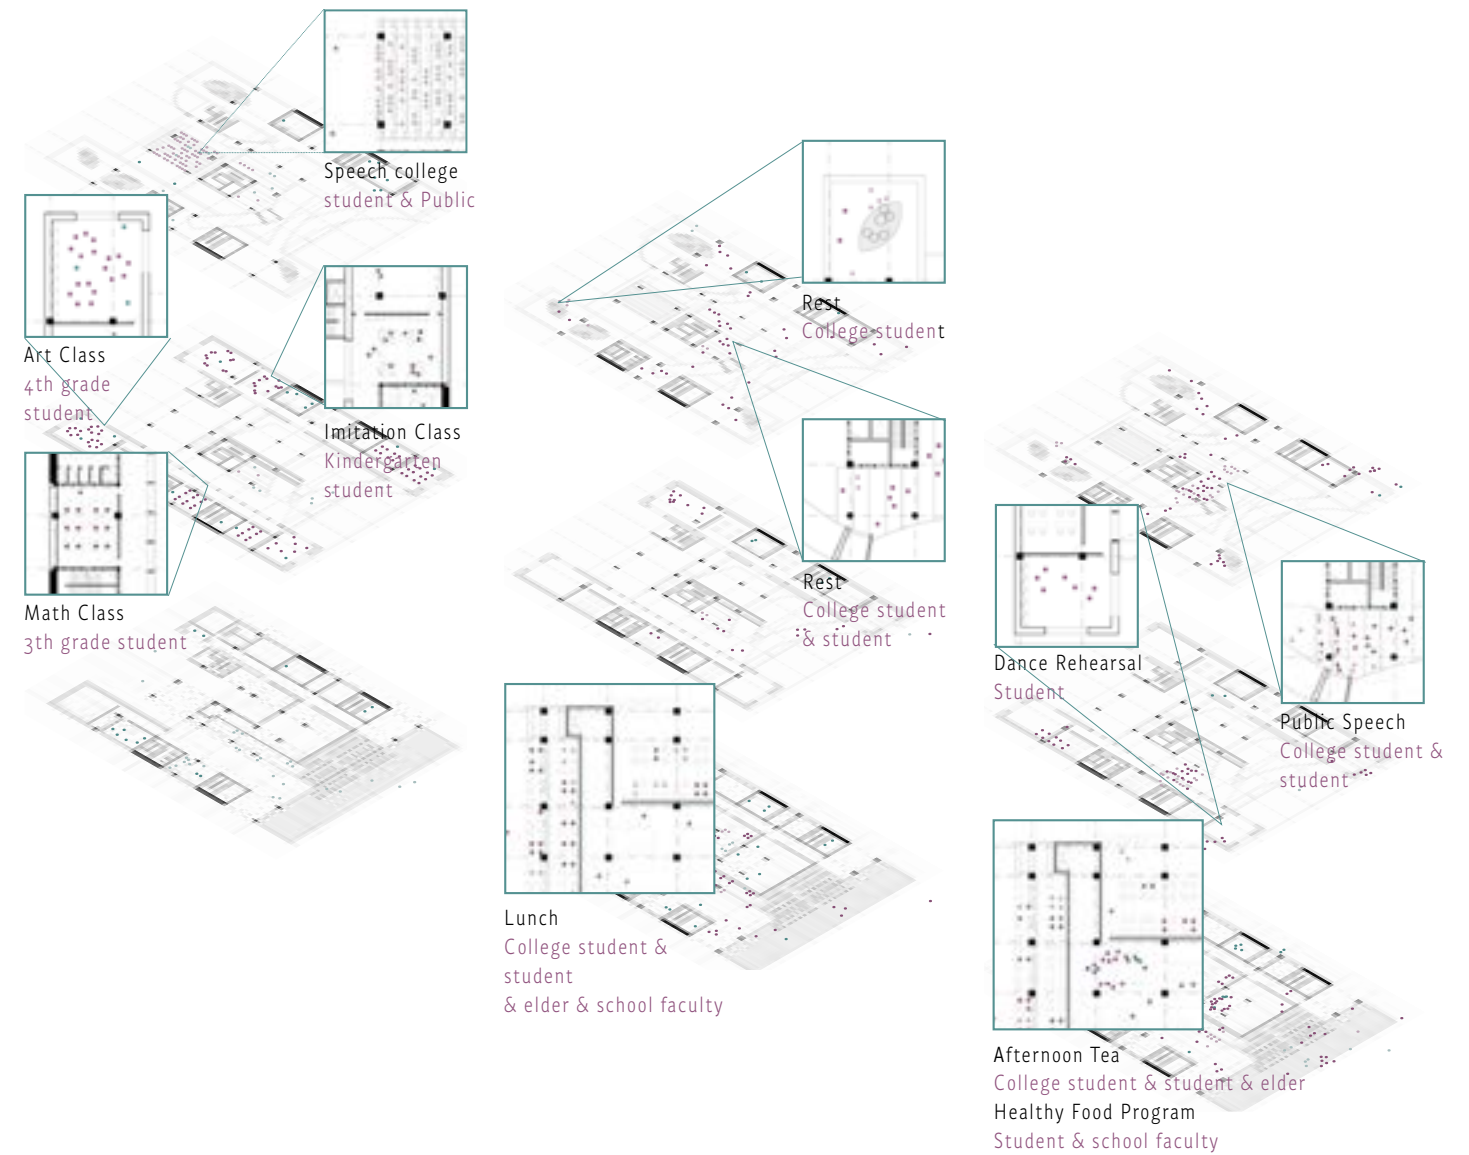 Speech college
student & Public
Art Class
4th grade
student
Imitation Class
Kindergarten
student
Math Class
3th grade student
Rest
College student
Rest
College student
& student
Lunch
College student &
student
& elder & school faculty
Dance Rehearsal
Student
Public Speech
College student &
student
Afternoon Tea
College student & student & elder
Healthy Food Program
Student & school faculty